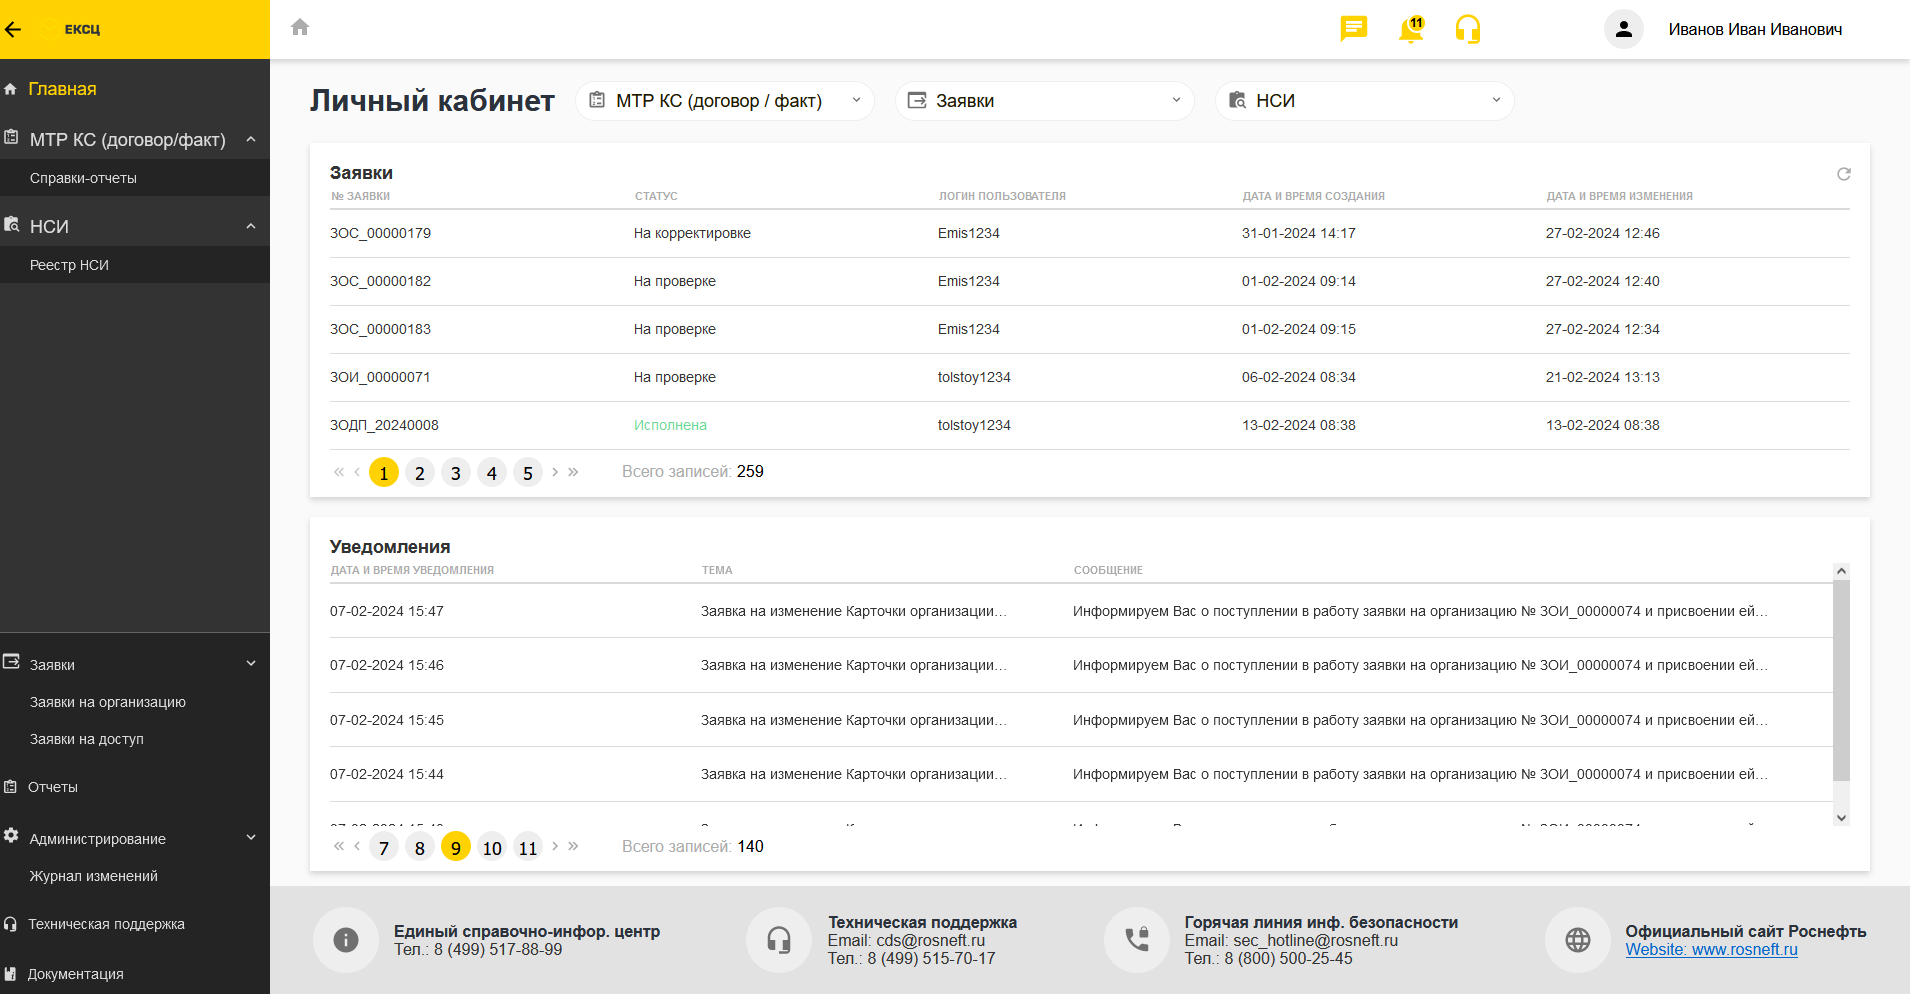 ЕКСЦ
11
Иванов Иван Иванович
Главная
МТР КС (договор/факт)
Справки-отчеты
НСИ
Реестр НСИ
Заявки
Заявки на организацию
Заявки на доступ
Отчеты
Администрирование
Журнал изменений
Техническая поддержка
Документация
Личный кабинет
МТР КС (договор / факт)
Заявки
НСИ
Заявки
№ ЗАЯВКИ СТАТУС ЛОГИН ПОЛЬЗОВАТЕЛЯ ДАТА И ВРЕМЯ СОЗДАНИЯ ДАТА И ВРЕМЯ ИЗМЕНЕНИЯ
ЗОС_00000179 На корректировке Emis1234 31-01-2024 14:17 27-02-2024 12:46
ЗОС_00000182 На проверке Emis1234 01-02-2024 09:14 27-02-2024 12:40
ЗОС_00000183 На проверке Emis1234 01-02-2024 09:15 27-02-2024 12:34
ЗОИ_00000071 На проверке tolstoy1234 06-02-2024 08:34 21-02-2024 13:13
ЗОДП_20240008 Исполнена tolstoy1234 13-02-2024 08:38 13-02-2024 08:38
« ‹ 1 2 3 4 5 › » Всего записей: 259
Уведомления
ДАТА И ВРЕМЯ УВЕДОМЛЕНИЯ ТЕМА СООБЩЕНИЕ
07-02-2024 15:47 Заявка на изменение Карточки организации... Информируем Вас о поступлении в работу заявки на организацию № ЗОИ_00000074 и присвоении ей...
07-02-2024 15:46 Заявка на изменение Карточки организации... Информируем Вас о поступлении в работу заявки на организацию № ЗОИ_00000074 и присвоении ей...
07-02-2024 15:45 Заявка на изменение Карточки организации... Информируем Вас о поступлении в работу заявки на организацию № ЗОИ_00000074 и присвоении ей...
07-02-2024 15:44 Заявка на изменение Карточки организации... Информируем Вас о поступлении в работу заявки на организацию № ЗОИ_00000074 и присвоении ей...
« ‹ 7 8 9 10 11 › » Всего записей: 140
Единый справочно-инфор. центр
Тел.: 8 (499) 517-88-99
Техническая поддержка
Email: cds@rosneft.ru
Тел.: 8 (499) 515-70-17
Горячая линия инф. безопасности
Email: sec_hotline@rosneft.ru
Тел.: 8 (800) 500-25-45
Официальный сайт Роснефть
Website: www.rosneft.ru